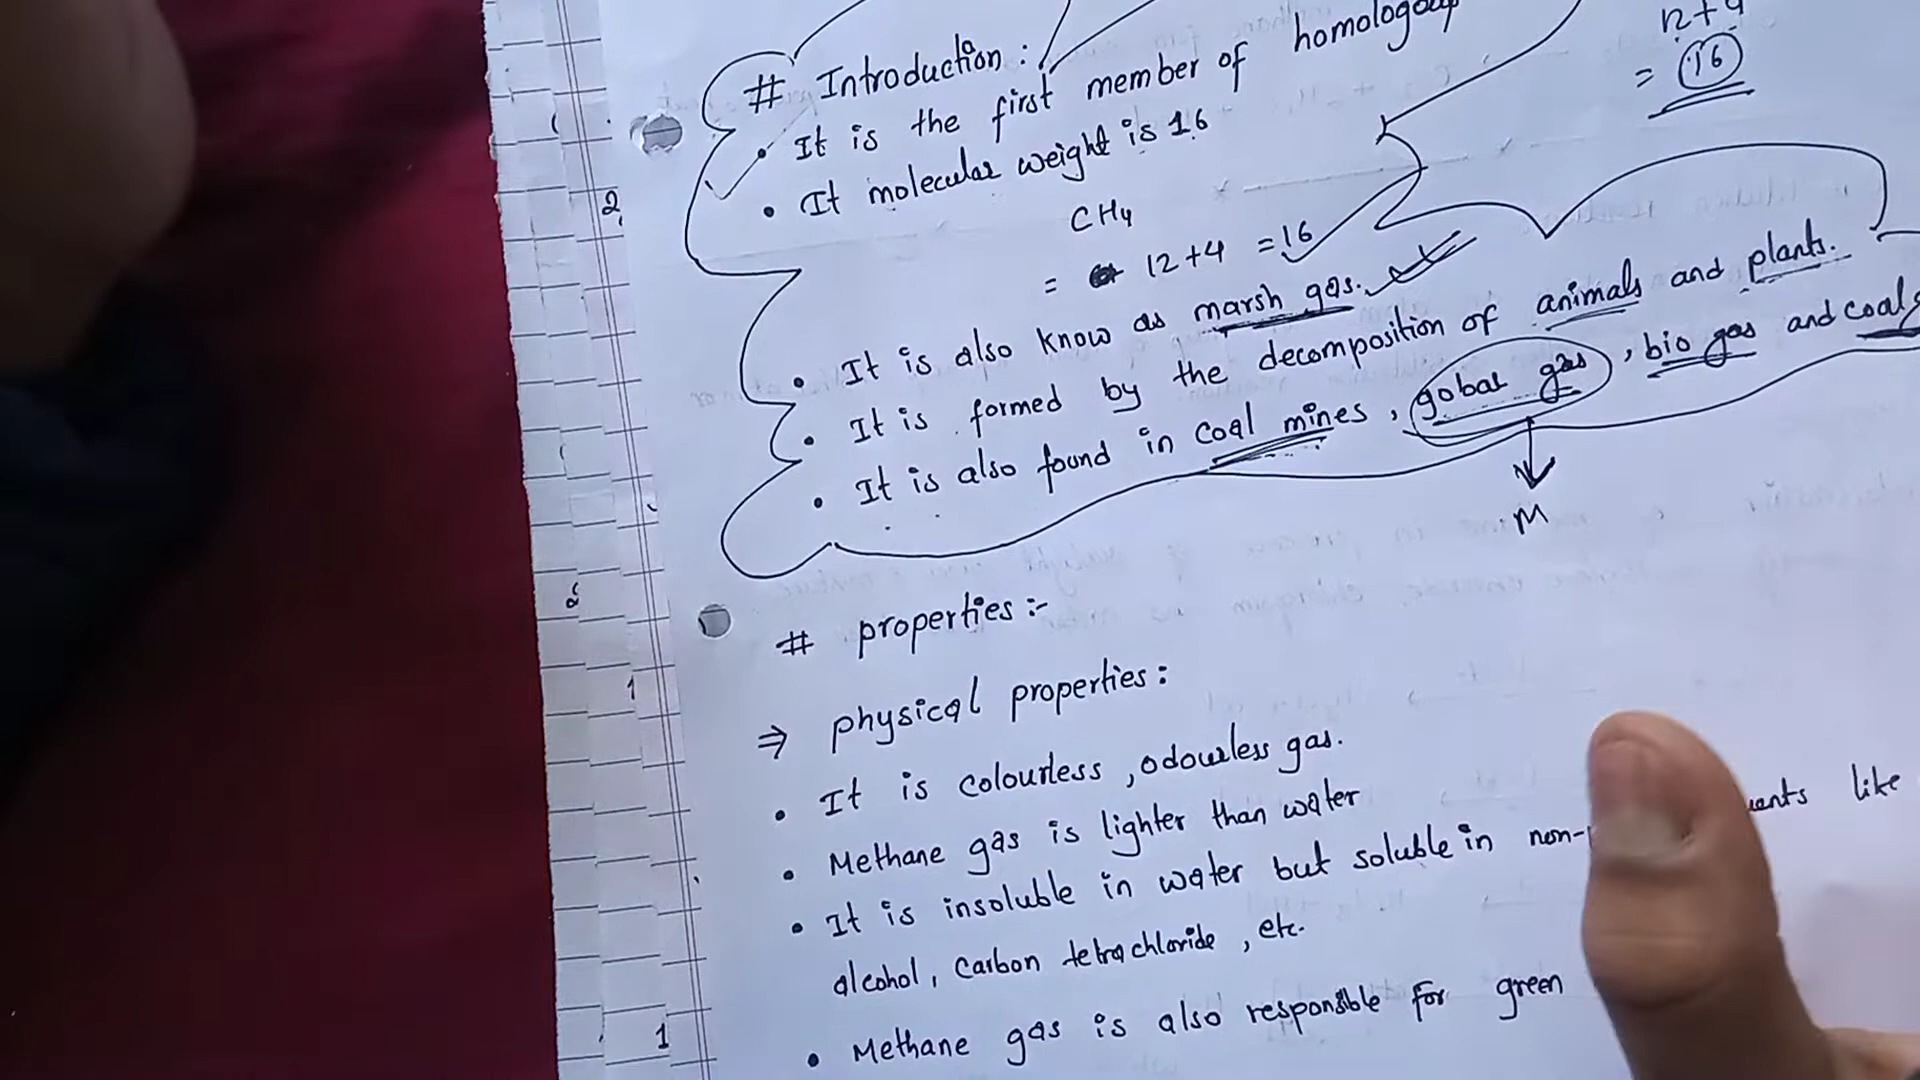 # Introduction :
• It is the first member of homologous
12+4
= 16
• It molecular weight is 16
CH4
= 12+4 =16
• It is also know as marsh gas.
• It is formed by the decomposition of animals and plants.
• It is also found in coal mines, gobar gas, bio gas and coal
M
# properties :-
⇒ physical properties :
• It is colourless, odourless gas.
• Methane gas is lighter than water
• It is insoluble in water but soluble in non- like
alcohol, carbon tetrachloride, etc.
• Methane gas is also responsible for green
2
1
1